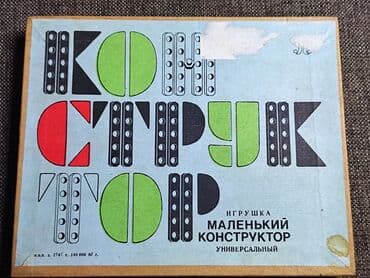 КОН
СТРУК
ТОР
ИГРУШКА
МАЛЕНЬКИЙ
КОНСТРУКТОР
УНИВЕРСАЛЬНЫЙ